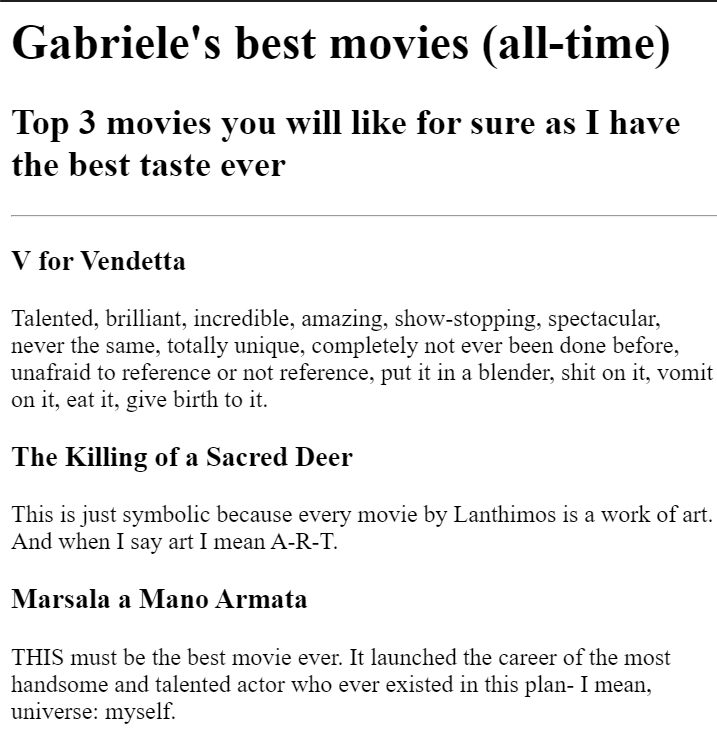 Gabriele's best movies (all-time)
Top 3 movies you will like for sure as I have
the best taste ever
V for Vendetta
Talented, brilliant, incredible, amazing, show-stopping, spectacular,
never the same, totally unique, completely not ever been done before,
unafraid to reference or not reference, put it in a blender, shit on it, vomit
on it, eat it, give birth to it.
The Killing of a Sacred Deer
This is just symbolic because every movie by Lanthimos is a work of art.
And when I say art I mean A-R-T.
Marsala a Mano Armata
THIS must be the best movie ever. It launched the career of the most
handsome and talented actor who ever existed in this plan- I mean,
universe: myself.